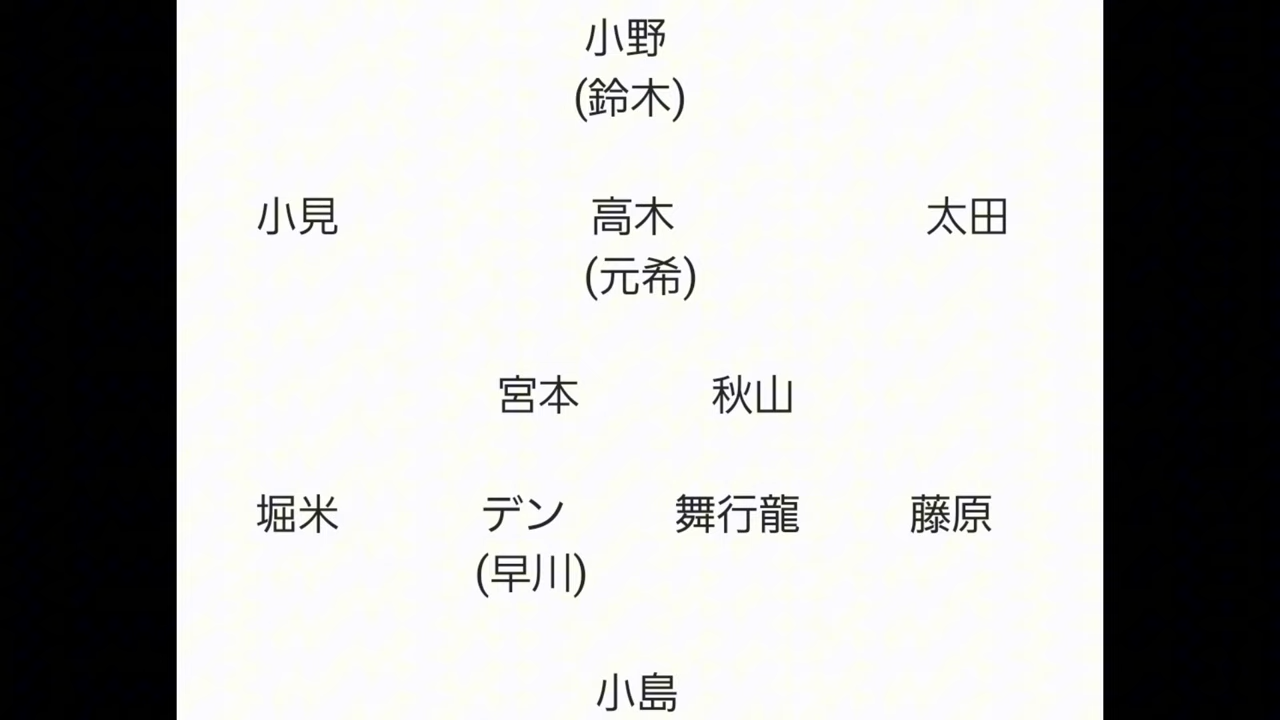 小野
(鈴木)
小見 高木 太田
(元希)
宮本 秋山
堀米 デン 舞行龍 藤原
(早川)
小島